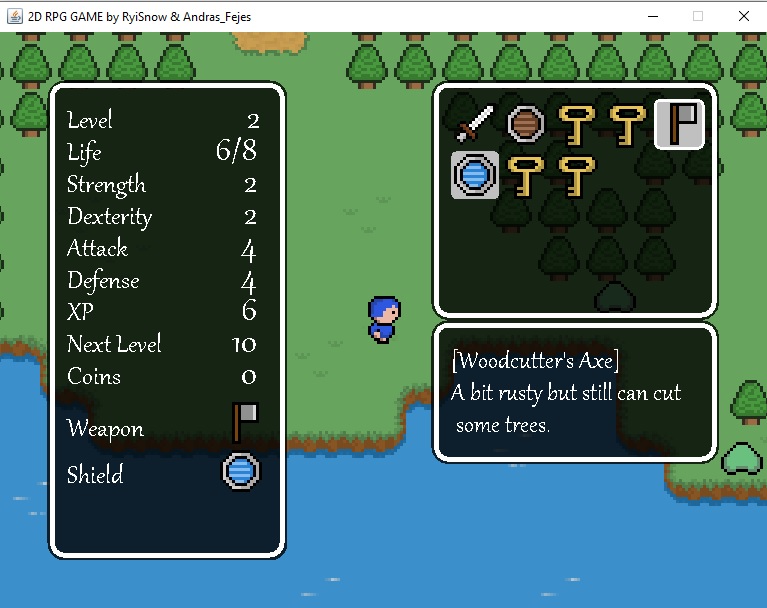 2D RPG GAME by RyiSnow & Andras_Fejes
Level 2
Life 6/8
Strength 2
Dexterity 2
Attack 4
Defense 4
XP 6
Next Level 10
Coins 0
Weapon
Shield
[Woodcutter's Axe]
A bit rusty but still can cut
some trees.